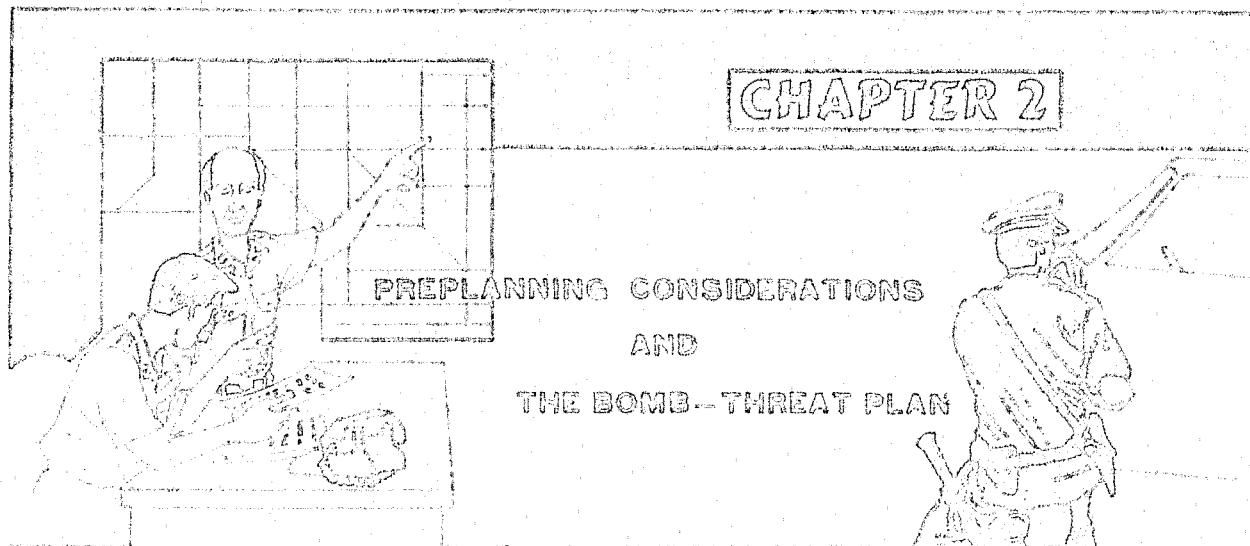 CHAPTER 2
PREPLANNING CONSIDERATIONS
AND
THE BOMB-THREAT PLAN